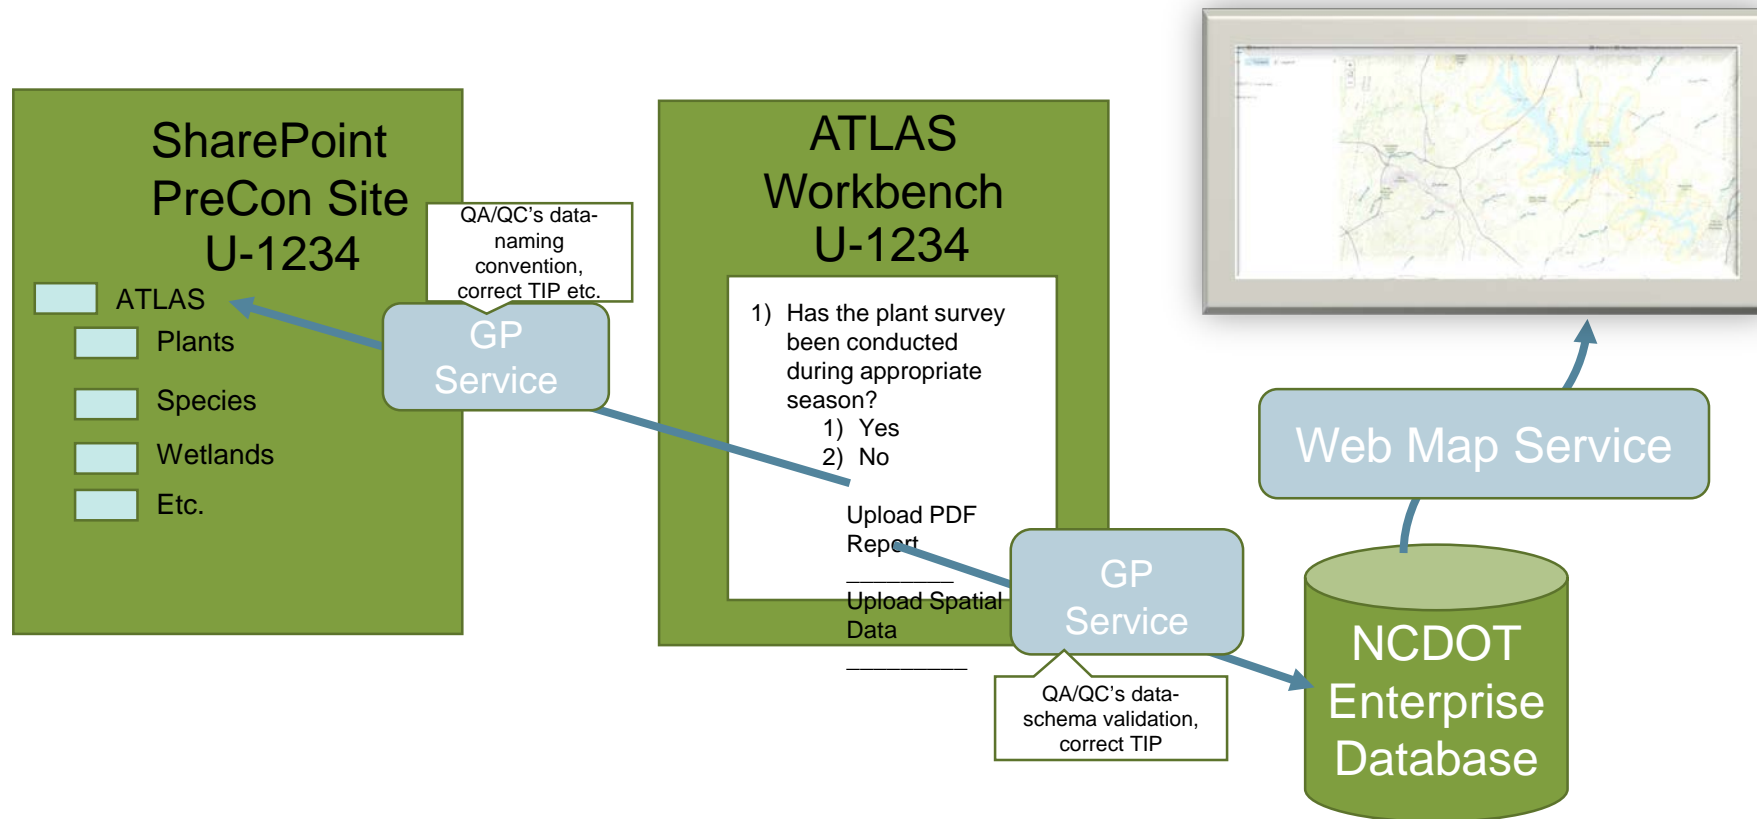 SharePoint
PreCon Site
U-1234
ATLAS
Plants
Species
Wetlands
Etc.
QA/QC’s data-
naming
convention,
correct TIP etc.
GP
Service
ATLAS
Workbench
U-1234
1) Has the plant survey
been conducted
during appropriate
season?
1) Yes
2) No
Upload PDF
Report
________
Upload Spatial
Data
_________
GP
Service
QA/QC’s data-
schema validation,
correct TIP
NCDOT
Enterprise
Database
Web Map Service